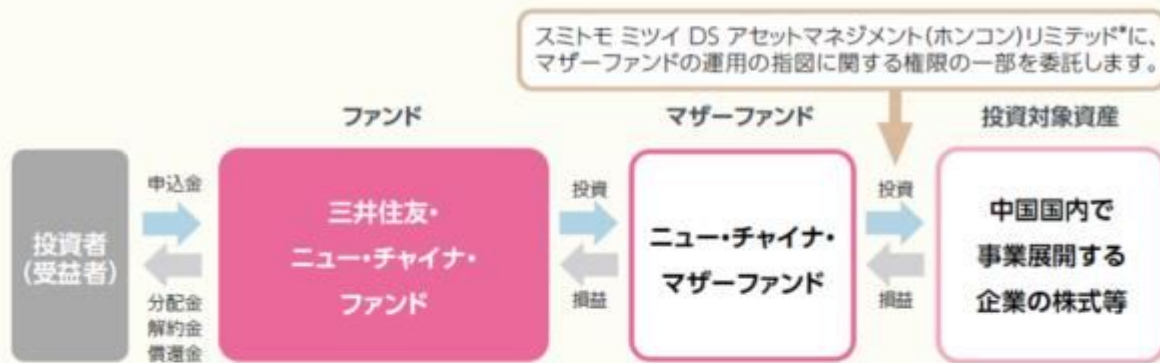 スミトモ ミツイ DS アセットマネジメント(ホンコン)リミテッド*に、
マザーファンドの運用の指図に関する権限の一部を委託します。
ファンド
マザーファンド
投資対象資産
投資者
(受益者)
申込金
分配金
解約金
償還金
三井住友・
ニュー・チャイナ・
ファンド
投資
損益
ニュー・チャイナ・
マザーファンド
投資
損益
中国国内で
事業展開する
企業の株式等